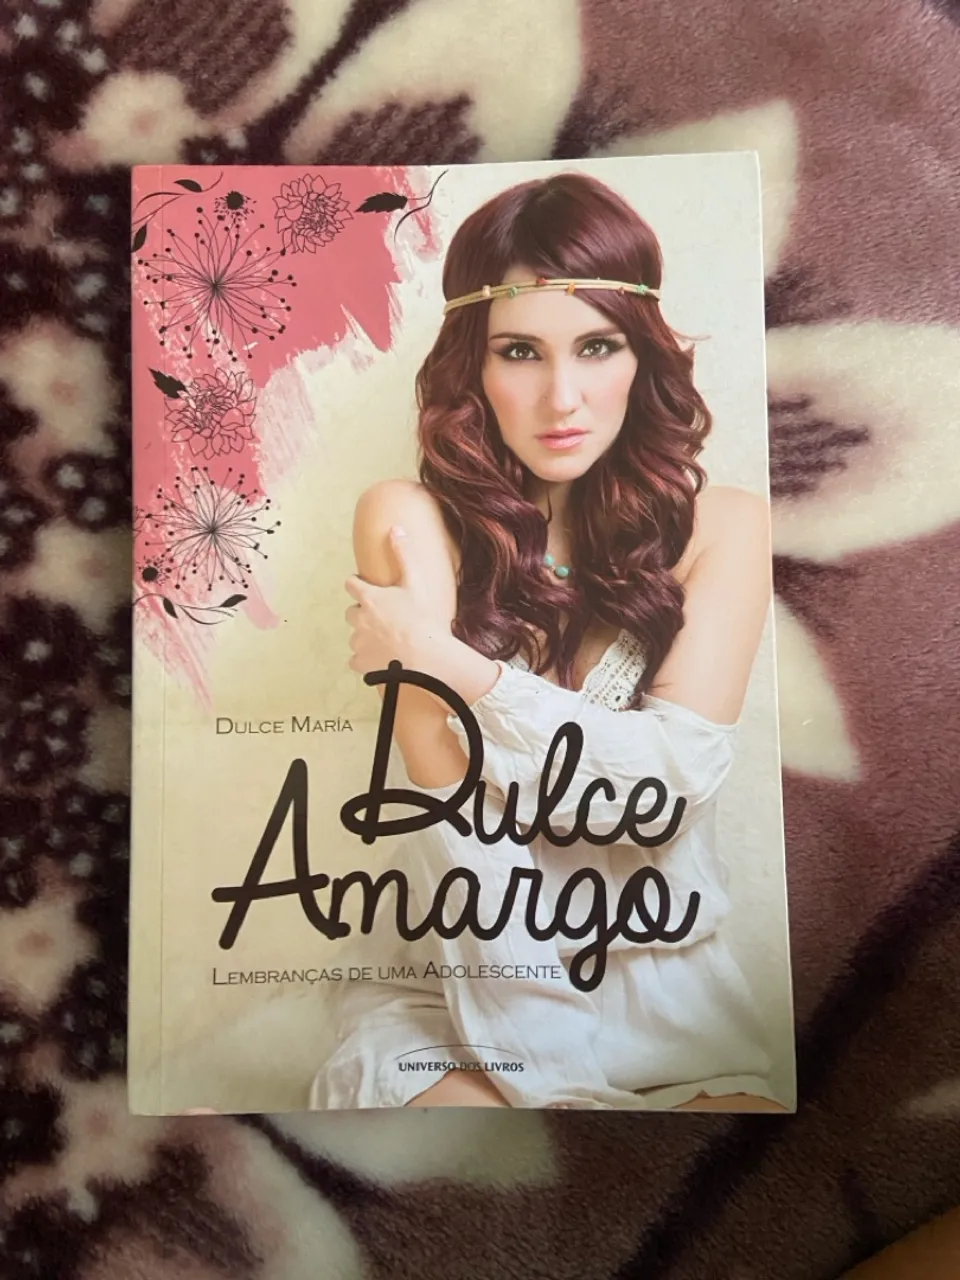 Dulce María
Dulce
Amargo
Lembranças de uma Adolescente
UNIVERSO DOS LIVROS